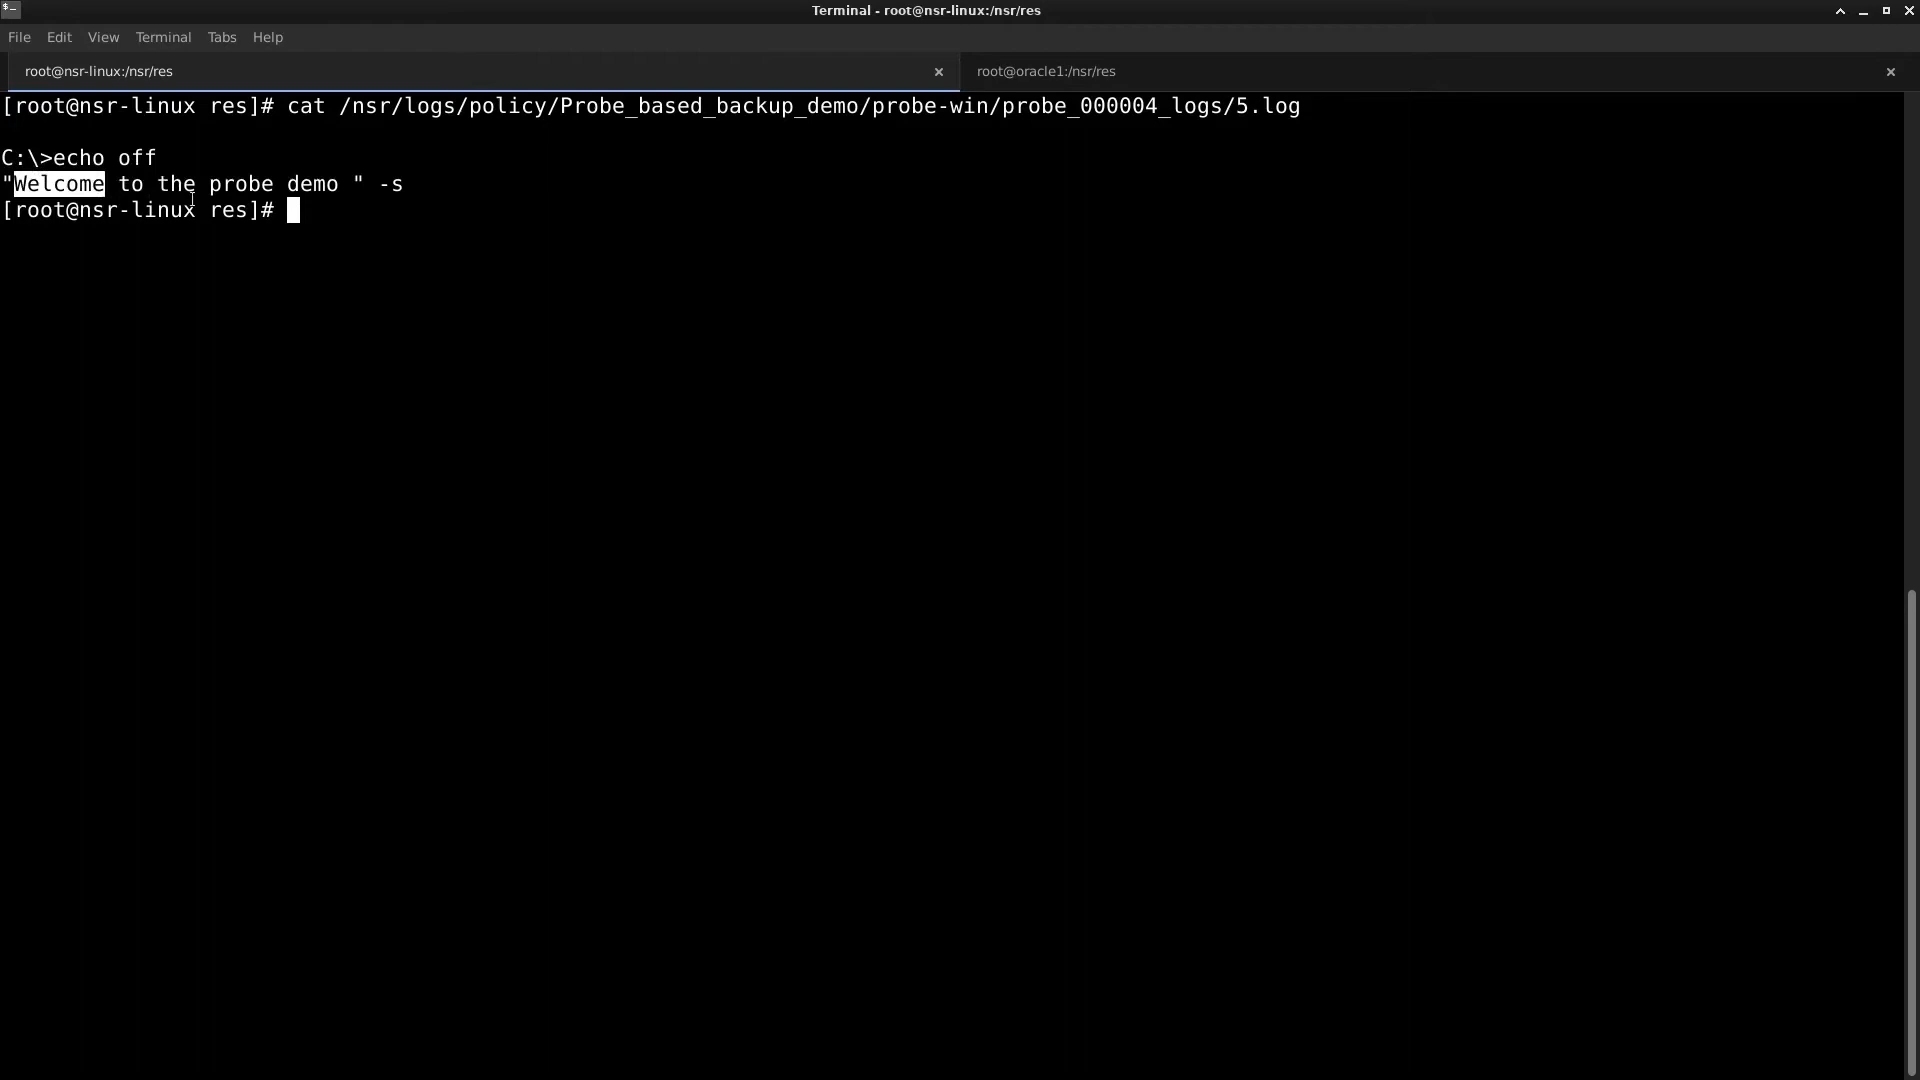 Terminal - root@nsr-linux:/nsr/res
File Edit View Terminal Tabs Help
root@nsr-linux:/nsr/res root@oracle1:/nsr/res
[root@nsr-linux res]# cat /nsr/logs/policy/Probe_based_backup_demo/probe-win/probe_000004_logs/5.log
C:\>echo off
"Welcome to the probe demo " -s
[root@nsr-linux res]#